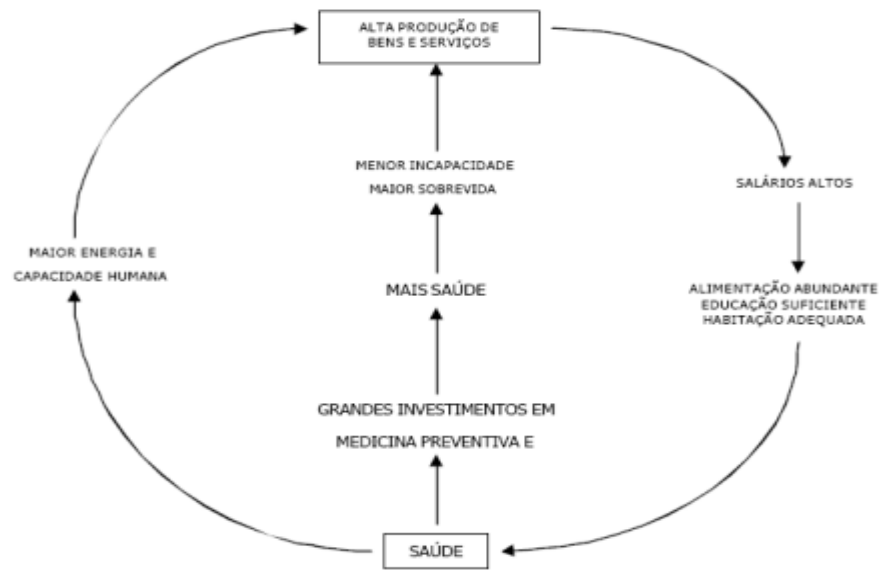 ALTA PRODUÇÃO DE
BENS E SERVIÇOS
MENOR INCAPACIDADE
MAIOR SOBREVIDA
SALÁRIOS ALTOS
MAIOR ENERGIA E
CAPACIDADE HUMANA
MAIS SAÚDE
ALIMENTAÇÃO ABUNDANTE
EDUCAÇÃO SUFICIENTE
HABITAÇÃO ADEQUADA
GRANDES INVESTIMENTOS EM
MEDICINA PREVENTIVA E
SAÚDE